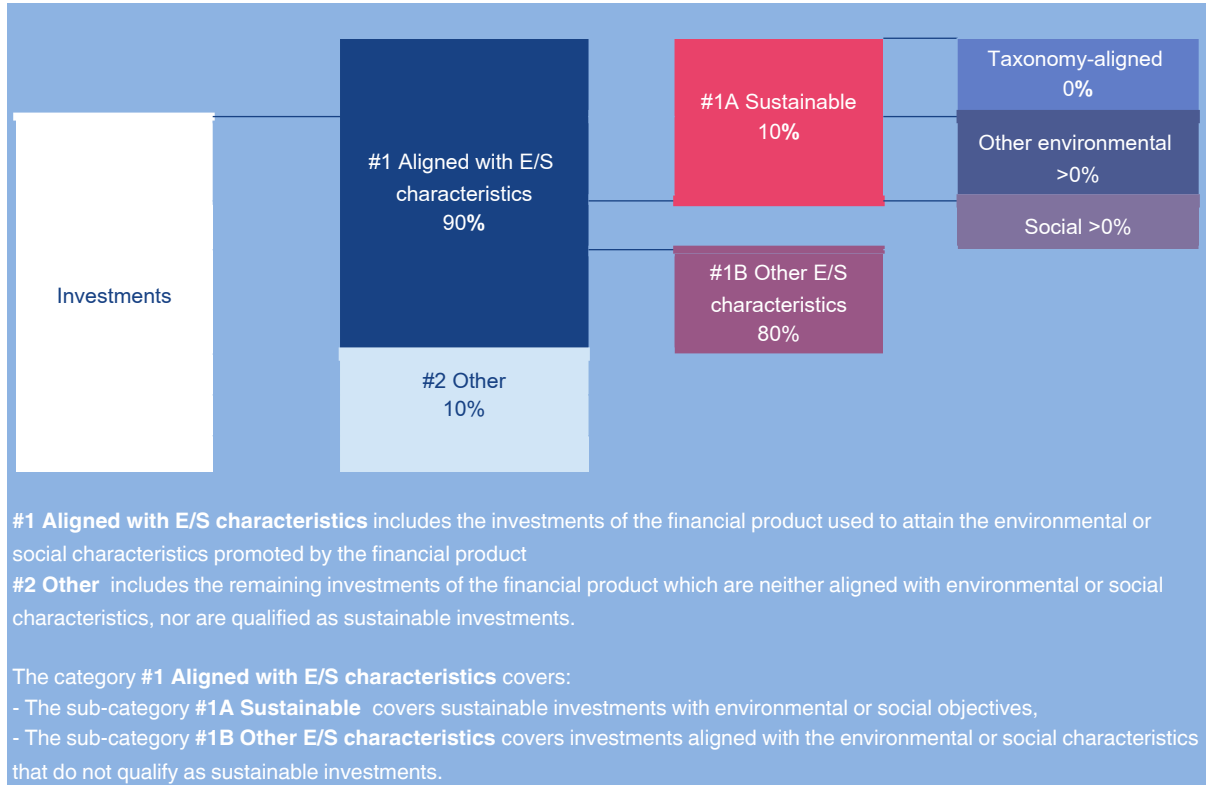 Investments
#1 Aligned with E/S
characteristics
90%
#2 Other
10%
#1A Sustainable
10%
#1B Other E/S
characteristics
80%
Taxonomy-aligned
0%
Other environmental
>0%
Social >0%
#1 Aligned with E/S characteristics includes the investments of the financial product used to attain the environmental or
social characteristics promoted by the financial product
#2 Other includes the remaining investments of the financial product which are neither aligned with environmental or social
characteristics, nor are qualified as sustainable investments.
The category #1 Aligned with E/S characteristics covers:
- The sub-category #1A Sustainable covers sustainable investments with environmental or social objectives,
- The sub-category #1B Other E/S characteristics covers investments aligned with the environmental or social characteristics
that do not qualify as sustainable investments.